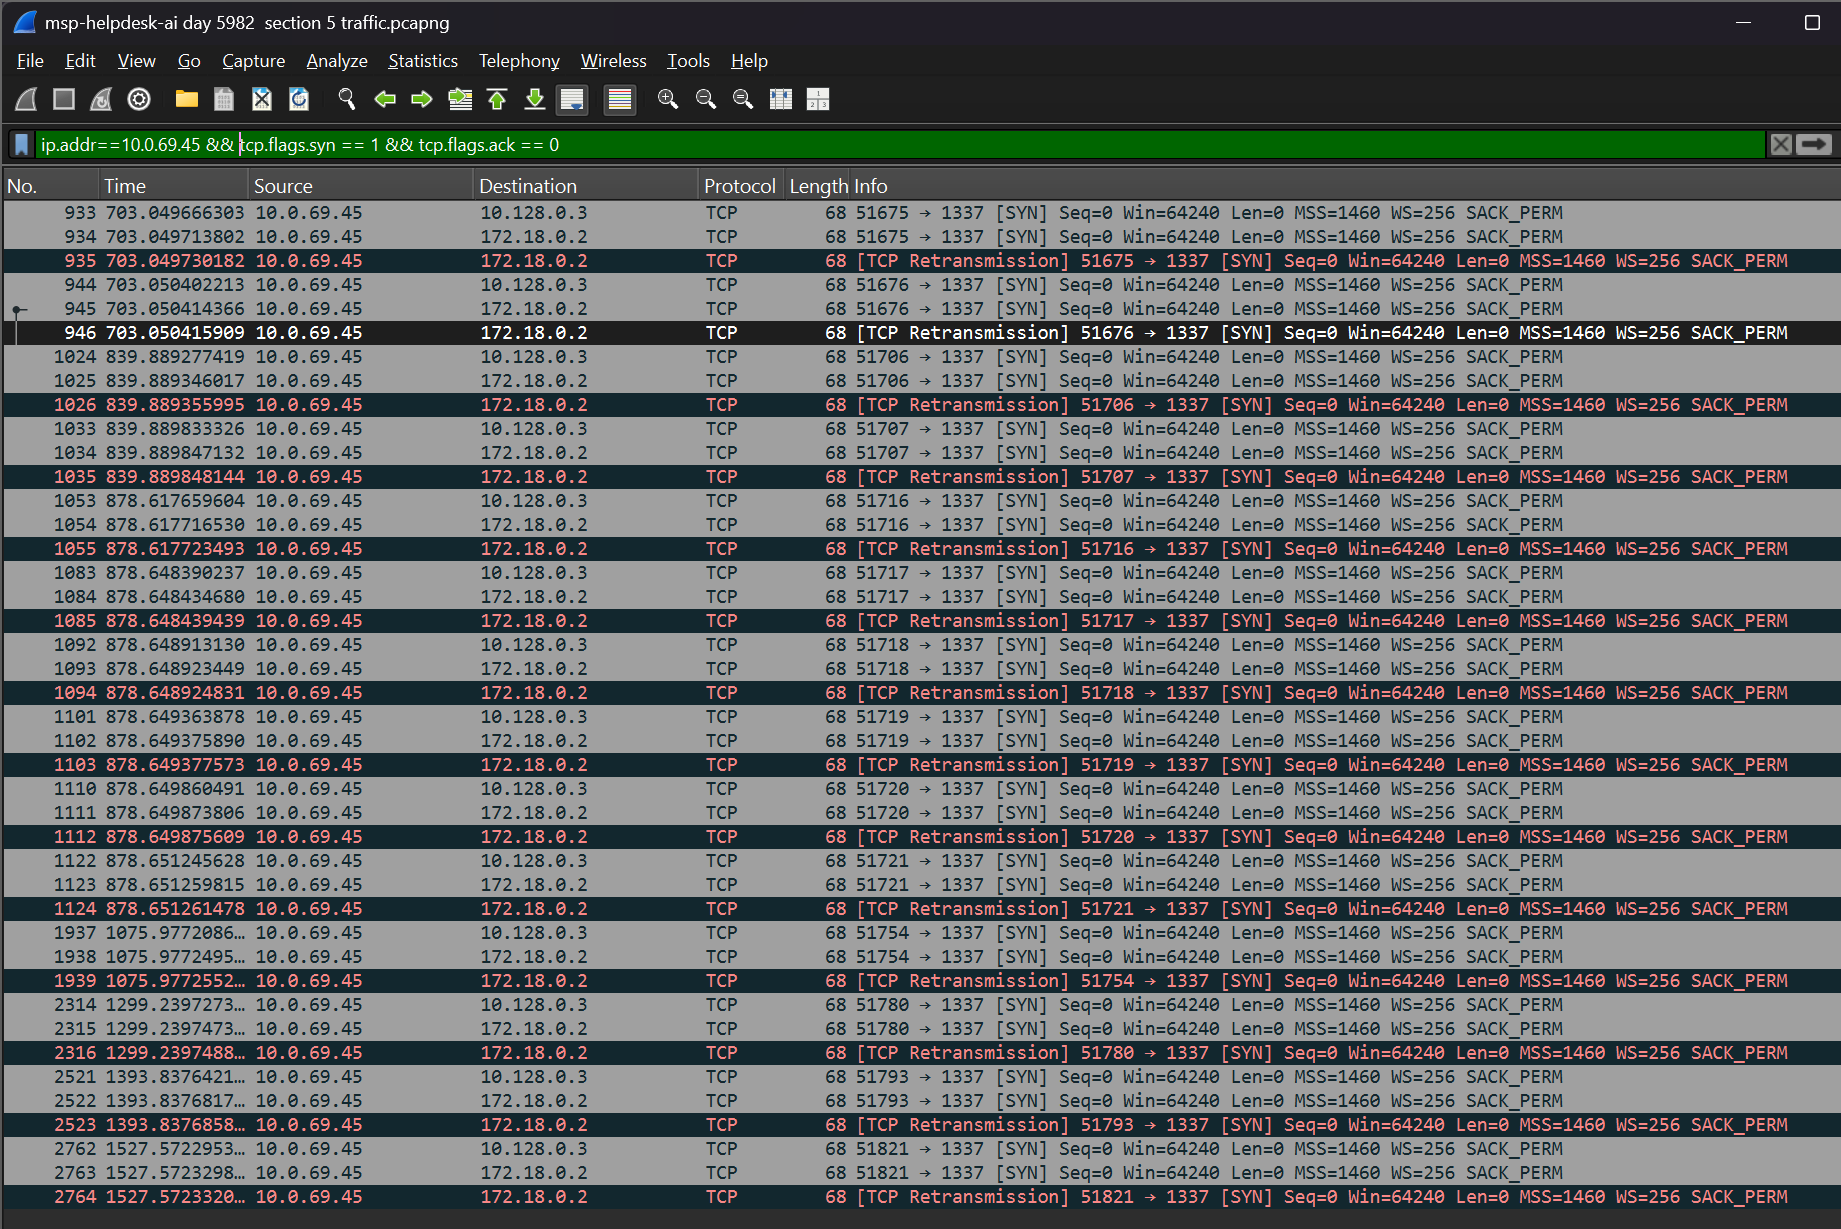 msp-helpdesk-ai day 5982  section 5 traffic.pcapng
File Edit View Go Capture Analyze Statistics Telephony Wireless Tools Help
ip.addr==10.0.69.45 && tcp.flags.syn == 1 && tcp.flags.ack == 0
No. Time Source Destination Protocol Length Info
933 703.049666303 10.0.69.45 10.128.0.3 TCP 68 51675 → 1337 [SYN] Seq=0 Win=64240 Len=0 MSS=1460 WS=256 SACK_PERM
934 703.049713802 10.0.69.45 172.18.0.2 TCP 68 51675 → 1337 [SYN] Seq=0 Win=64240 Len=0 MSS=1460 WS=256 SACK_PERM
935 703.049730182 10.0.69.45 172.18.0.2 TCP 68 [TCP Retransmission] 51675 → 1337 [SYN] Seq=0 Win=64240 Len=0 MSS=1460 WS=256 SACK_PERM
944 703.050402213 10.0.69.45 10.128.0.3 TCP 68 51676 → 1337 [SYN] Seq=0 Win=64240 Len=0 MSS=1460 WS=256 SACK_PERM
945 703.050414366 10.0.69.45 172.18.0.2 TCP 68 51676 → 1337 [SYN] Seq=0 Win=64240 Len=0 MSS=1460 WS=256 SACK_PERM
946 703.050415909 10.0.69.45 172.18.0.2 TCP 68 [TCP Retransmission] 51676 → 1337 [SYN] Seq=0 Win=64240 Len=0 MSS=1460 WS=256 SACK_PERM
1024 839.889277419 10.0.69.45 10.128.0.3 TCP 68 51706 → 1337 [SYN] Seq=0 Win=64240 Len=0 MSS=1460 WS=256 SACK_PERM
1025 839.889346017 10.0.69.45 172.18.0.2 TCP 68 51706 → 1337 [SYN] Seq=0 Win=64240 Len=0 MSS=1460 WS=256 SACK_PERM
1026 839.889355995 10.0.69.45 172.18.0.2 TCP 68 [TCP Retransmission] 51706 → 1337 [SYN] Seq=0 Win=64240 Len=0 MSS=1460 WS=256 SACK_PERM
1033 839.889833326 10.0.69.45 10.128.0.3 TCP 68 51707 → 1337 [SYN] Seq=0 Win=64240 Len=0 MSS=1460 WS=256 SACK_PERM
1034 839.889847132 10.0.69.45 172.18.0.2 TCP 68 51707 → 1337 [SYN] Seq=0 Win=64240 Len=0 MSS=1460 WS=256 SACK_PERM
1035 839.889848144 10.0.69.45 172.18.0.2 TCP 68 [TCP Retransmission] 51707 → 1337 [SYN] Seq=0 Win=64240 Len=0 MSS=1460 WS=256 SACK_PERM
1053 878.617659604 10.0.69.45 10.128.0.3 TCP 68 51716 → 1337 [SYN] Seq=0 Win=64240 Len=0 MSS=1460 WS=256 SACK_PERM
1054 878.617716530 10.0.69.45 172.18.0.2 TCP 68 51716 → 1337 [SYN] Seq=0 Win=64240 Len=0 MSS=1460 WS=256 SACK_PERM
1055 878.617723493 10.0.69.45 172.18.0.2 TCP 68 [TCP Retransmission] 51716 → 1337 [SYN] Seq=0 Win=64240 Len=0 MSS=1460 WS=256 SACK_PERM
1083 878.648390237 10.0.69.45 10.128.0.3 TCP 68 51717 → 1337 [SYN] Seq=0 Win=64240 Len=0 MSS=1460 WS=256 SACK_PERM
1084 878.648434680 10.0.69.45 172.18.0.2 TCP 68 51717 → 1337 [SYN] Seq=0 Win=64240 Len=0 MSS=1460 WS=256 SACK_PERM
1085 878.648439439 10.0.69.45 172.18.0.2 TCP 68 [TCP Retransmission] 51717 → 1337 [SYN] Seq=0 Win=64240 Len=0 MSS=1460 WS=256 SACK_PERM
1092 878.648913130 10.0.69.45 10.128.0.3 TCP 68 51718 → 1337 [SYN] Seq=0 Win=64240 Len=0 MSS=1460 WS=256 SACK_PERM
1093 878.648923449 10.0.69.45 172.18.0.2 TCP 68 51718 → 1337 [SYN] Seq=0 Win=64240 Len=0 MSS=1460 WS=256 SACK_PERM
1094 878.648924831 10.0.69.45 172.18.0.2 TCP 68 [TCP Retransmission] 51718 → 1337 [SYN] Seq=0 Win=64240 Len=0 MSS=1460 WS=256 SACK_PERM
1101 878.649363878 10.0.69.45 10.128.0.3 TCP 68 51719 → 1337 [SYN] Seq=0 Win=64240 Len=0 MSS=1460 WS=256 SACK_PERM
1102 878.649375890 10.0.69.45 172.18.0.2 TCP 68 51719 → 1337 [SYN] Seq=0 Win=64240 Len=0 MSS=1460 WS=256 SACK_PERM
1103 878.649377573 10.0.69.45 172.18.0.2 TCP 68 [TCP Retransmission] 51719 → 1337 [SYN] Seq=0 Win=64240 Len=0 MSS=1460 WS=256 SACK_PERM
1110 878.649860491 10.0.69.45 10.128.0.3 TCP 68 51720 → 1337 [SYN] Seq=0 Win=64240 Len=0 MSS=1460 WS=256 SACK_PERM
1111 878.649873806 10.0.69.45 172.18.0.2 TCP 68 51720 → 1337 [SYN] Seq=0 Win=64240 Len=0 MSS=1460 WS=256 SACK_PERM
1112 878.649875609 10.0.69.45 172.18.0.2 TCP 68 [TCP Retransmission] 51720 → 1337 [SYN] Seq=0 Win=64240 Len=0 MSS=1460 WS=256 SACK_PERM
1122 878.651245628 10.0.69.45 10.128.0.3 TCP 68 51721 → 1337 [SYN] Seq=0 Win=64240 Len=0 MSS=1460 WS=256 SACK_PERM
1123 878.651259815 10.0.69.45 172.18.0.2 TCP 68 51721 → 1337 [SYN] Seq=0 Win=64240 Len=0 MSS=1460 WS=256 SACK_PERM
1124 878.651261478 10.0.69.45 172.18.0.2 TCP 68 [TCP Retransmission] 51721 → 1337 [SYN] Seq=0 Win=64240 Len=0 MSS=1460 WS=256 SACK_PERM
1937 1075.9772086… 10.0.69.45 10.128.0.3 TCP 68 51754 → 1337 [SYN] Seq=0 Win=64240 Len=0 MSS=1460 WS=256 SACK_PERM
1938 1075.9772495… 10.0.69.45 172.18.0.2 TCP 68 51754 → 1337 [SYN] Seq=0 Win=64240 Len=0 MSS=1460 WS=256 SACK_PERM
1939 1075.9772552… 10.0.69.45 172.18.0.2 TCP 68 [TCP Retransmission] 51754 → 1337 [SYN] Seq=0 Win=64240 Len=0 MSS=1460 WS=256 SACK_PERM
2314 1299.2397273… 10.0.69.45 10.128.0.3 TCP 68 51780 → 1337 [SYN] Seq=0 Win=64240 Len=0 MSS=1460 WS=256 SACK_PERM
2315 1299.2397473… 10.0.69.45 172.18.0.2 TCP 68 51780 → 1337 [SYN] Seq=0 Win=64240 Len=0 MSS=1460 WS=256 SACK_PERM
2316 1299.2397488… 10.0.69.45 172.18.0.2 TCP 68 [TCP Retransmission] 51780 → 1337 [SYN] Seq=0 Win=64240 Len=0 MSS=1460 WS=256 SACK_PERM
2521 1393.8376421… 10.0.69.45 10.128.0.3 TCP 68 51793 → 1337 [SYN] Seq=0 Win=64240 Len=0 MSS=1460 WS=256 SACK_PERM
2522 1393.8376817… 10.0.69.45 172.18.0.2 TCP 68 51793 → 1337 [SYN] Seq=0 Win=64240 Len=0 MSS=1460 WS=256 SACK_PERM
2523 1393.8376858… 10.0.69.45 172.18.0.2 TCP 68 [TCP Retransmission] 51793 → 1337 [SYN] Seq=0 Win=64240 Len=0 MSS=1460 WS=256 SACK_PERM
2762 1527.5722953… 10.0.69.45 10.128.0.3 TCP 68 51821 → 1337 [SYN] Seq=0 Win=64240 Len=0 MSS=1460 WS=256 SACK_PERM
2763 1527.5723298… 10.0.69.45 172.18.0.2 TCP 68 51821 → 1337 [SYN] Seq=0 Win=64240 Len=0 MSS=1460 WS=256 SACK_PERM
2764 1527.5723320… 10.0.69.45 172.18.0.2 TCP 68 [TCP Retransmission] 51821 → 1337 [SYN] Seq=0 Win=64240 Len=0 MSS=1460 WS=256 SACK_PERM